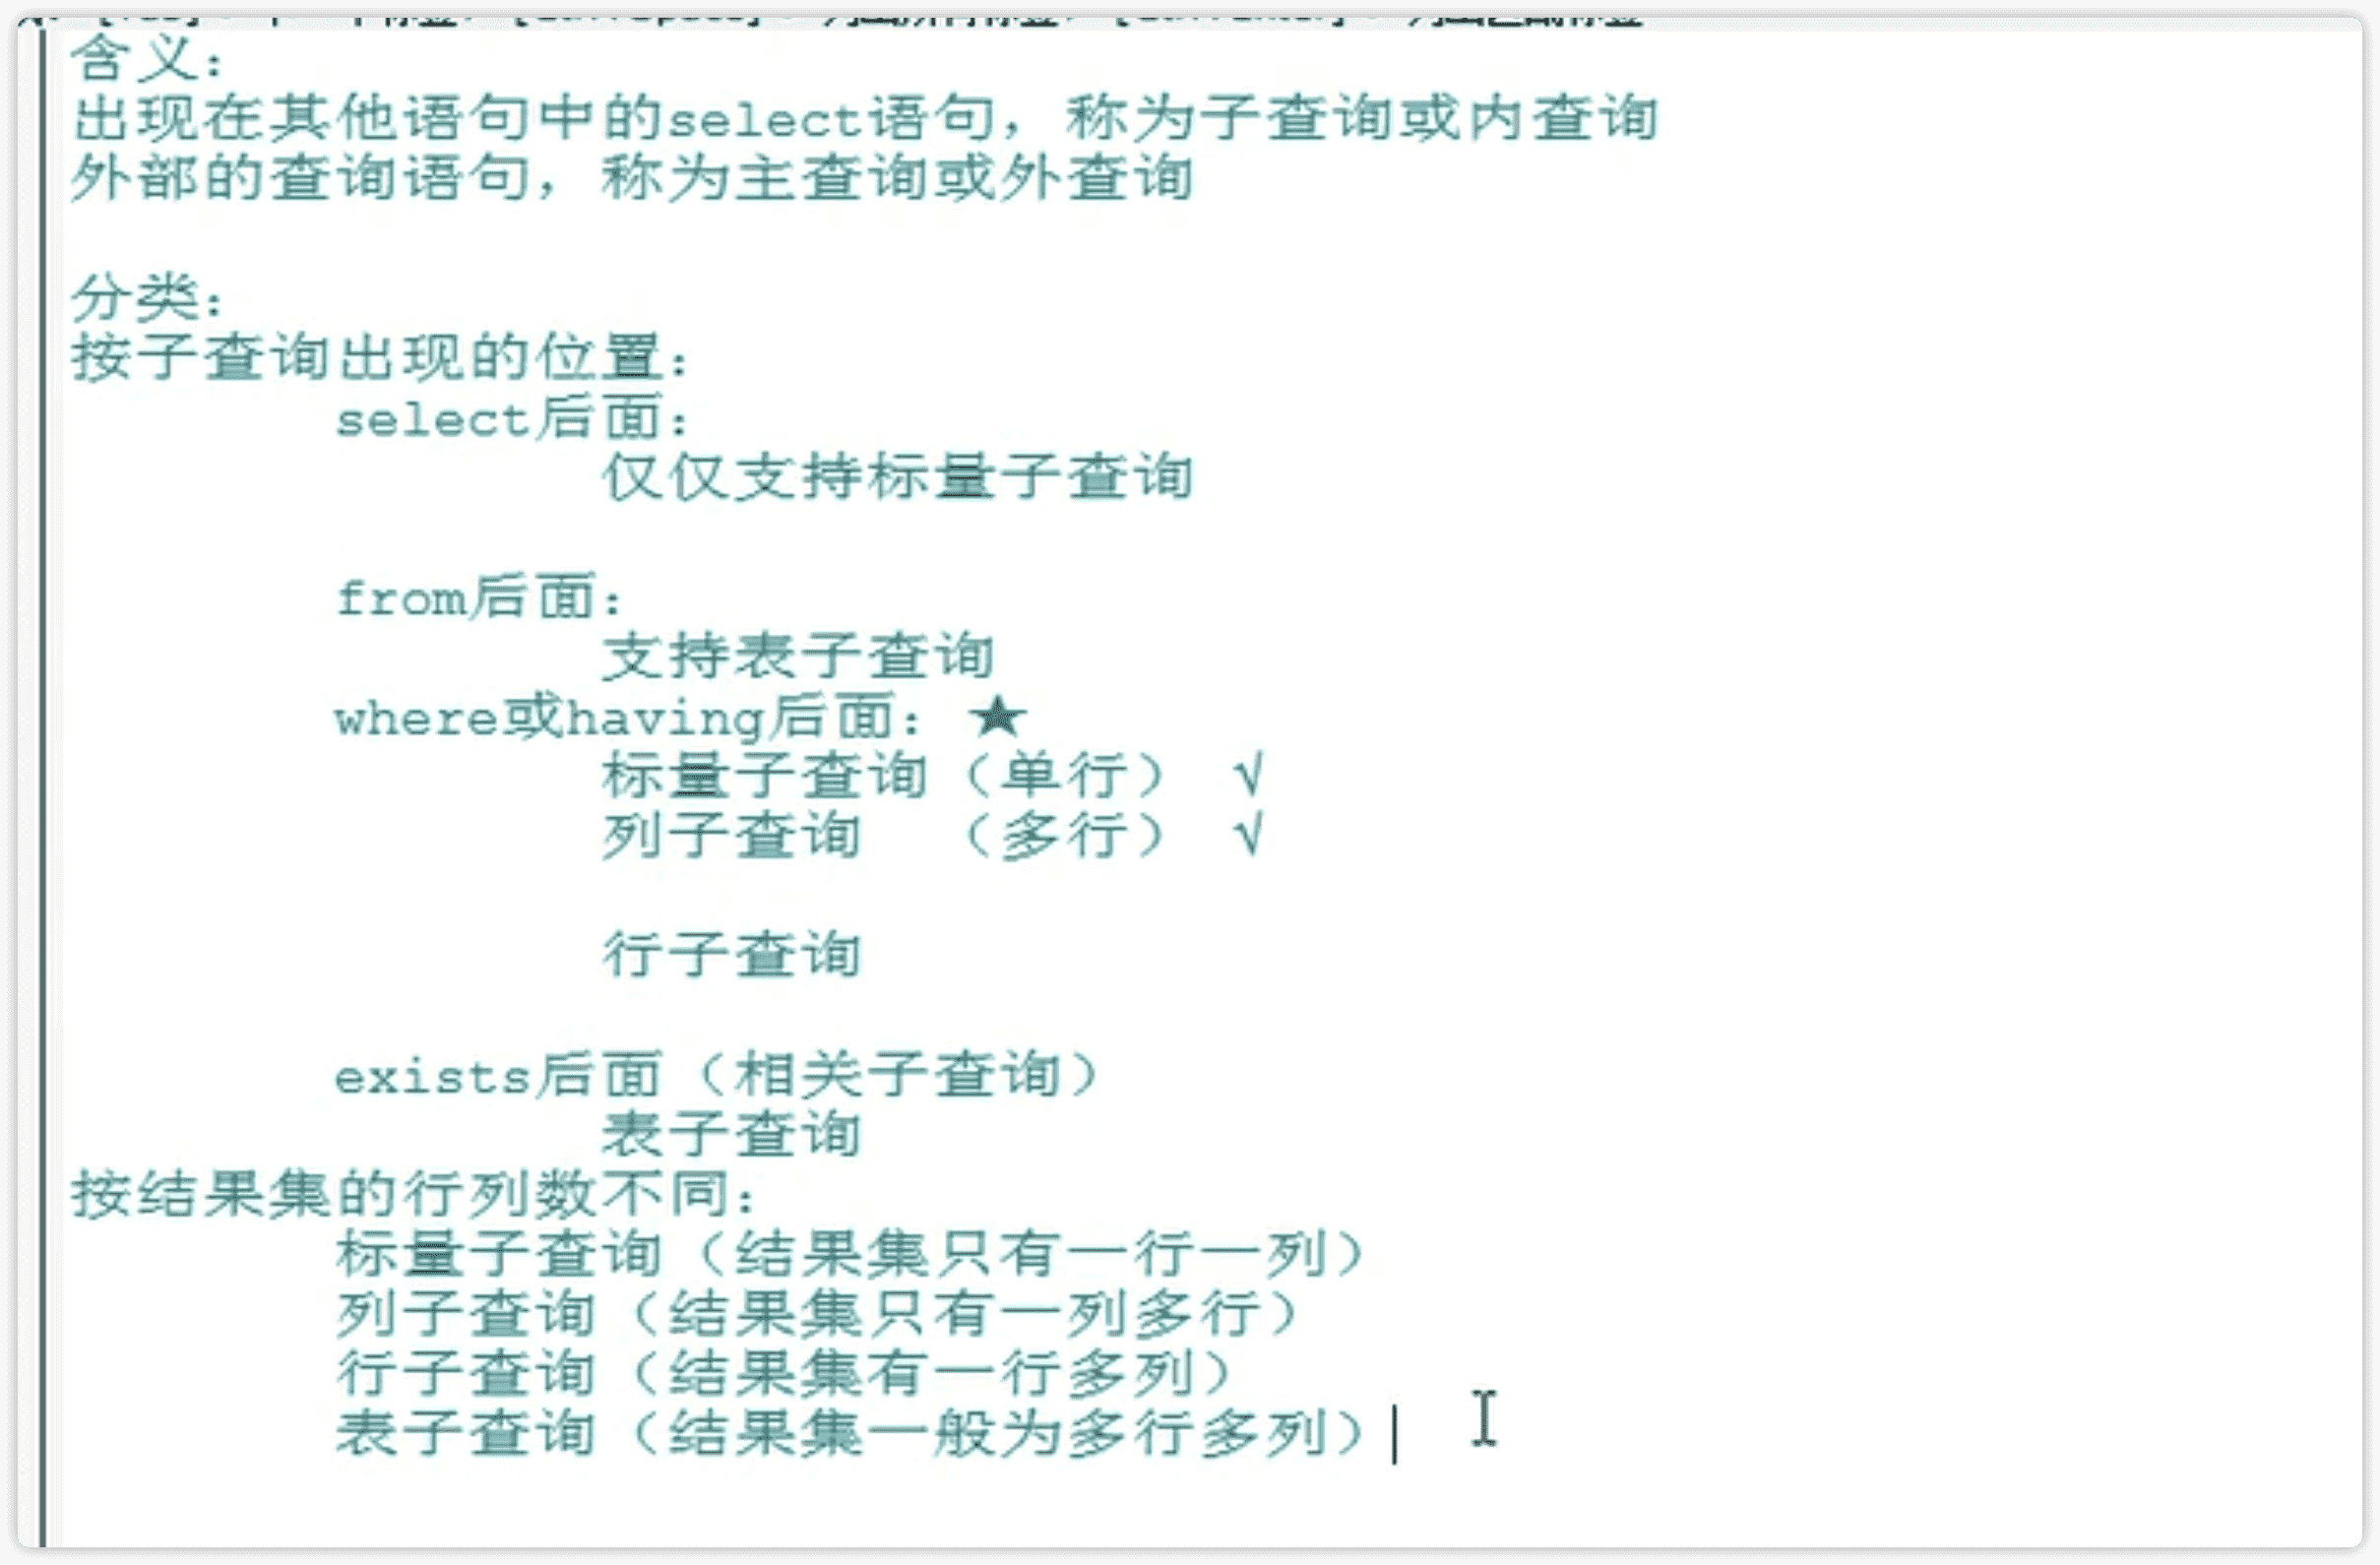 含义：
出现在其他语句中的select语句，称为子查询或内查询
外部的查询语句，称为主查询或外查询
分类：
按子查询出现的位置：
select后面：
仅仅支持标量子查询
from后面：
支持表子查询
where或having后面：★
标量子查询（单行） √
列子查询 （多行） √
行子查询
exists后面（相关子查询）
表子查询
按结果集的行列数不同：
标量子查询（结果集只有一行一列）
列子查询（结果集只有一列多行）
行子查询（结果集有一行多列）
表子查询（结果集一般为多行多列）